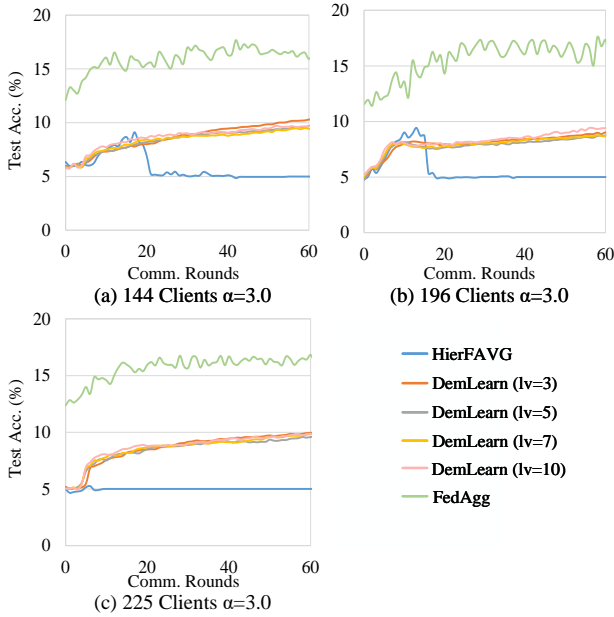 20
15
10
5
0
Test Acc. (%)
0 20 40 60
Comm. Rounds
(a) 144 Clients α=3.0
20
15
10
5
0
Test Acc. (%)
0 20 40 60
Comm. Rounds
(b) 196 Clients α=3.0
20
15
10
5
0
Test Acc. (%)
0 20 40 60
Comm. Rounds
(c) 225 Clients α=3.0
HierFAVG
DemLearn (lv=3)
DemLearn (lv=5)
DemLearn (lv=7)
DemLearn (lv=10)
FedAgg